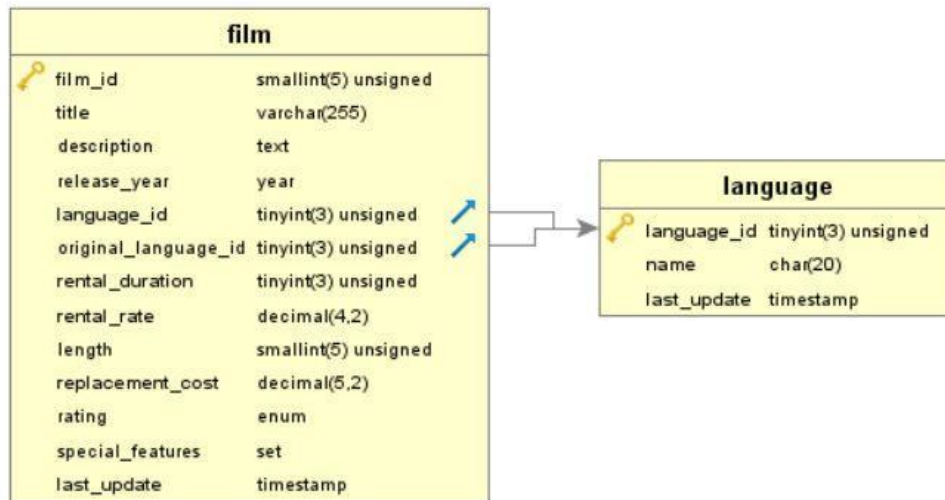 film
film_id smallint(5) unsigned
title varchar(255)
description text
release_year year
language_id tinyint(3) unsigned
original_language_id tinyint(3) unsigned
rental_duration tinyint(3) unsigned
rental_rate decimal(4,2)
length smallint(5) unsigned
replacement_cost decimal(5,2)
rating enum
special_features set
last_update timestamp
language
language_id tinyint(3) unsigned
name char(20)
last_update timestamp